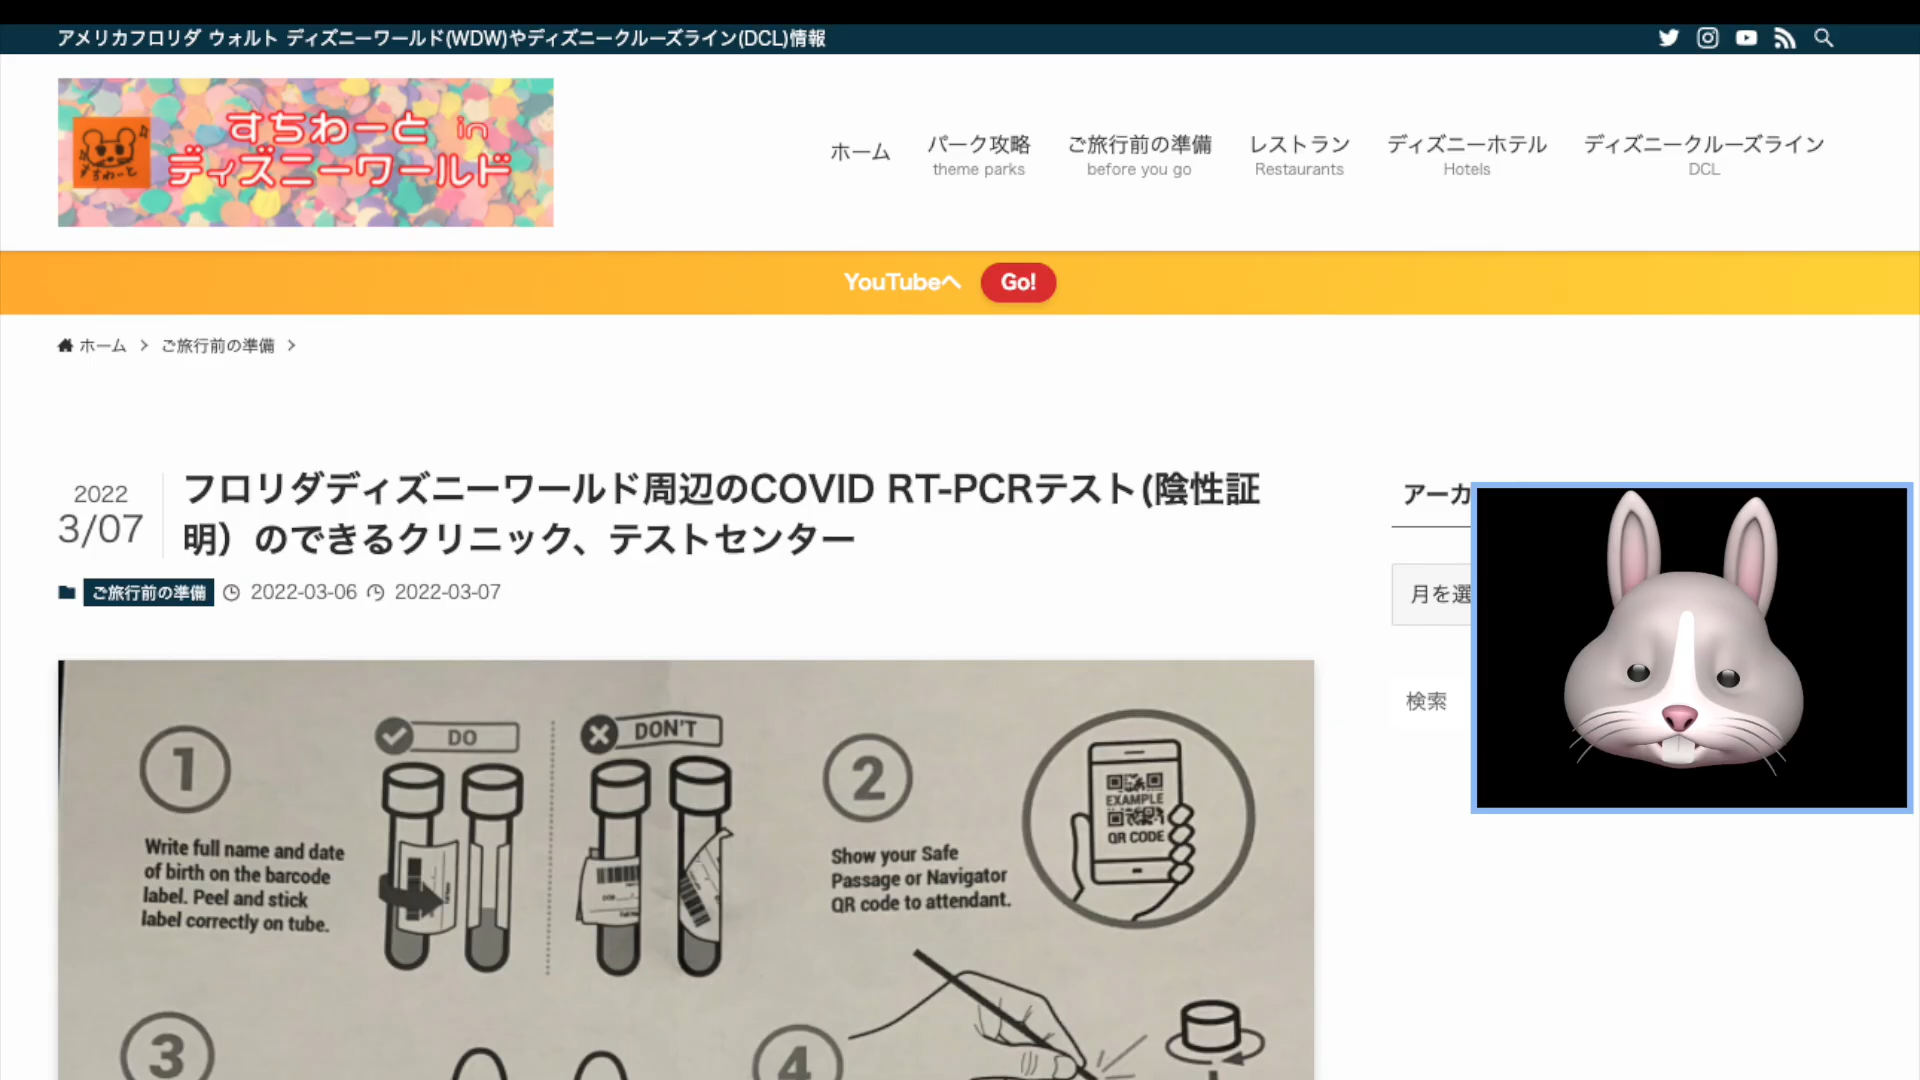 アメリカフロリダ ウォルト ディズニーワールド(WDW)やディズニークルーズライン(DCL)情報
すちわーと in
ディズニーワールド
すちわーと
ホーム
パーク攻略
theme parks
ご旅行前の準備
before you go
レストラン
Restaurants
ディズニーホテル
Hotels
ディズニークルーズライン
DCL
YouTubeへ
Go!
ホーム
ご旅行前の準備
2022
3/07
フロリダディズニーワールド周辺のCOVID RT-PCRテスト(陰性証
明）のできるクリニック、テストセンター
ご旅行前の準備
2022-03-06
2022-03-07
アーカ
月を選
検索
1
DO
DON'T
Write full name and date
of birth on the barcode
label. Peel and stick
label correctly on tube.
2
Show your Safe
Passage or Navigator
QR code to attendant.
EXAMPLE
QR CODE
3
4